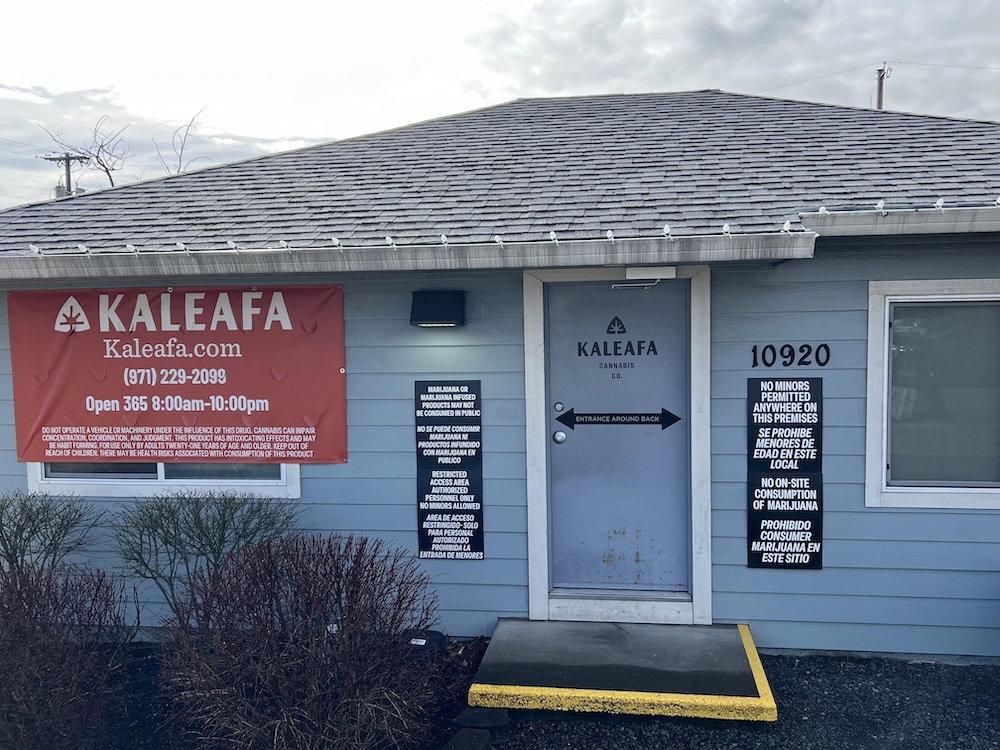 KALEAFA
Kaleafa.com
(971) 229-2099
Open 365 8:00am-10:00pm
DO NOT OPERATE A VEHICLE OR MACHINERY UNDER THE INFLUENCE OF THIS DRUG. CANNABIS CAN IMPAIR
CONCENTRATION, COORDINATION, AND JUDGMENT. THIS PRODUCT HAS INTOXICATING EFFECTS AND MAY
BE HABIT FORMING. FOR USE ONLY BY ADULTS TWENTY-ONE YEARS OF AGE AND OLDER. KEEP OUT OF
REACH OF CHILDREN. THERE MAY BE HEALTH RISKS ASSOCIATED WITH CONSUMPTION OF THIS PRODUCT
MARIJUANA OR
MARIJUANA INFUSED
PRODUCTS MAY NOT
BE CONSUMED IN PUBLIC
NO SE PUEDE CONSUMIR
MARIJUANA NI
PRODUCTOS INFUNDIDO
CON MARIJUANA EN
PUBLICO
RESTRICTED
ACCESS AREA
AUTHORIZED
PERSONNEL ONLY
NO MINORS ALLOWED
AREA DE ACCESO
RESTRINGIDO- SOLO
PARA PERSONAL
AUTORIZADO
PROHIBIDA LA
ENTRADA DE MENORES
KALEAFA
CANNABIS
CO.
ENTRANCE AROUND BACK
10920
NO MINORS
PERMITTED
ANYWHERE ON
THIS PREMISES
SE PROHIBE
MENORES DE
EDAD EN ESTE
LOCAL
NO ON-SITE
CONSUMPTION
OF MARIJUANA
PROHIBIDO
CONSUMER
MARIJUANA EN
ESTE SITIO